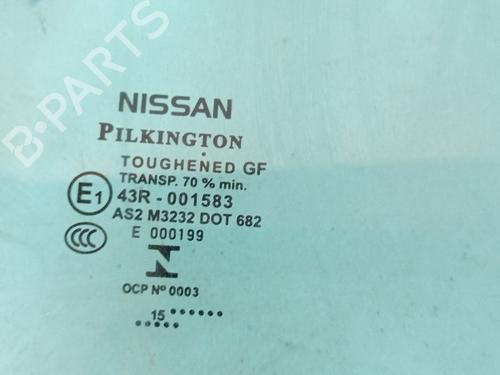 B-PARTS
NISSAN
PILKINGTON
TOUGHENED GF
TRANSP. 70 % min.
E1 43R - 001583
AS2 M3232 DOT 682
CCC E 000199
N
OCP Nº 0003
15